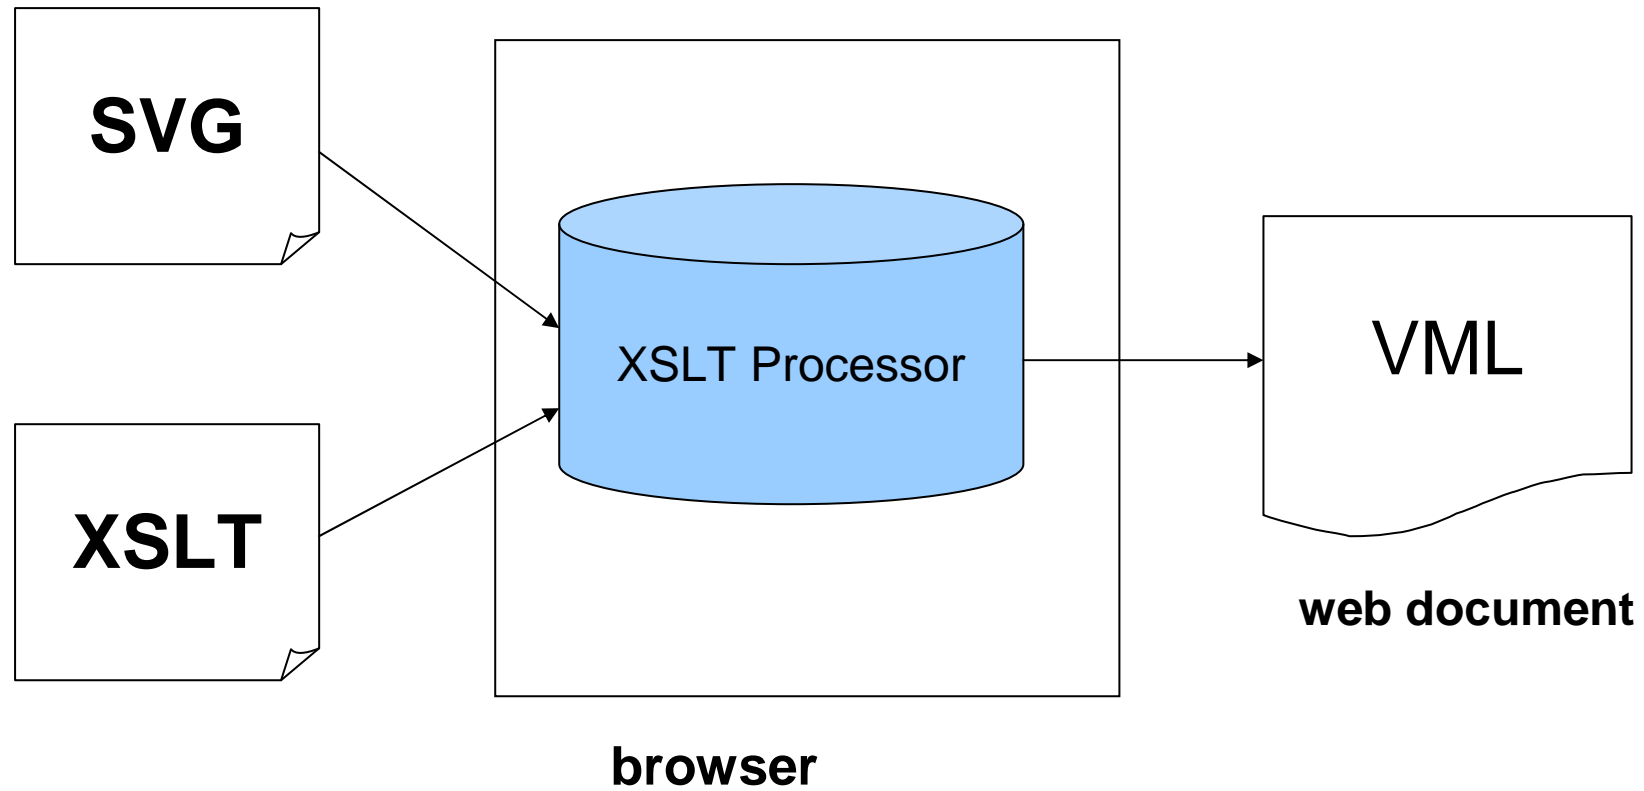 SVG
XSLT
XSLT Processor
VML
web document
browser